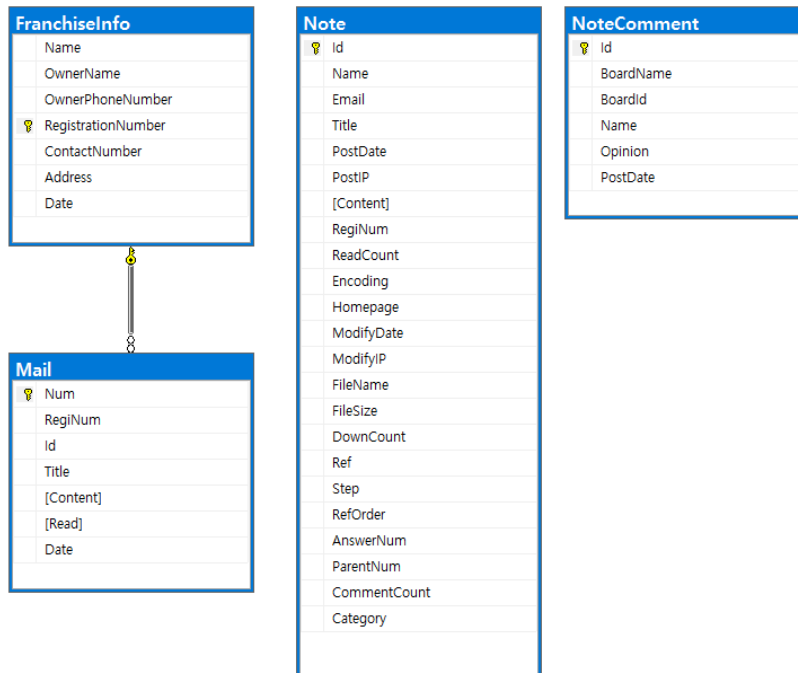 FranchiseInfo
Name
OwnerName
OwnerPhoneNumber
RegistrationNumber
ContactNumber
Address
Date
Mail
Num
RegiNum
Id
Title
[Content]
[Read]
Date
Note
Id
Name
Email
Title
PostDate
PostIP
[Content]
RegiNum
ReadCount
Encoding
Homepage
ModifyDate
ModifyIP
FileName
FileSize
DownCount
Ref
Step
RefOrder
AnswerNum
ParentNum
CommentCount
Category
NoteComment
Id
BoardName
BoardId
Name
Opinion
PostDate